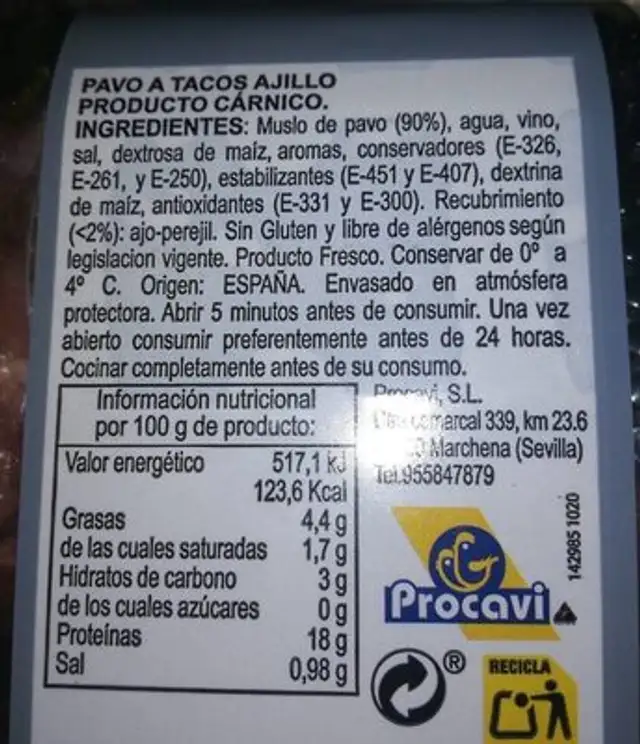 PAVO A TACOS AJILLO
PRODUCTO CÁRNICO.
INGREDIENTES: Muslo de pavo (90%), agua, vino,
sal, dextrosa de maíz, aromas, conservadores (E-326,
E-261, y E-250), estabilizantes (E-451 y E-407), dextrina
de maíz, antioxidantes (E-331 y E-300). Recubrimiento
(<2%): ajo-perejil. Sin Gluten y libre de alérgenos según
legislacion vigente. Producto Fresco. Conservar de 0º a
4º C. Origen: ESPAÑA. Envasado en atmósfera
protectora. Abrir 5 minutos antes de consumir. Una vez
abierto consumir preferentemente antes de 24 horas.
Cocinar completamente antes de su consumo.
Información nutricional
por 100 g de producto:
Valor energético 517,1 kJ
123,6 Kcal
Grasas 4,4 g
de las cuales saturadas 1,7 g
Hidratos de carbono 3 g
de los cuales azúcares 0 g
Proteínas 18 g
Sal 0,98 g
Procavi, S.L.
comarcal 339, km 23.6
Marchena (Sevilla)
Tel.955847879
142985 1020
Procavi
®
RECICLA